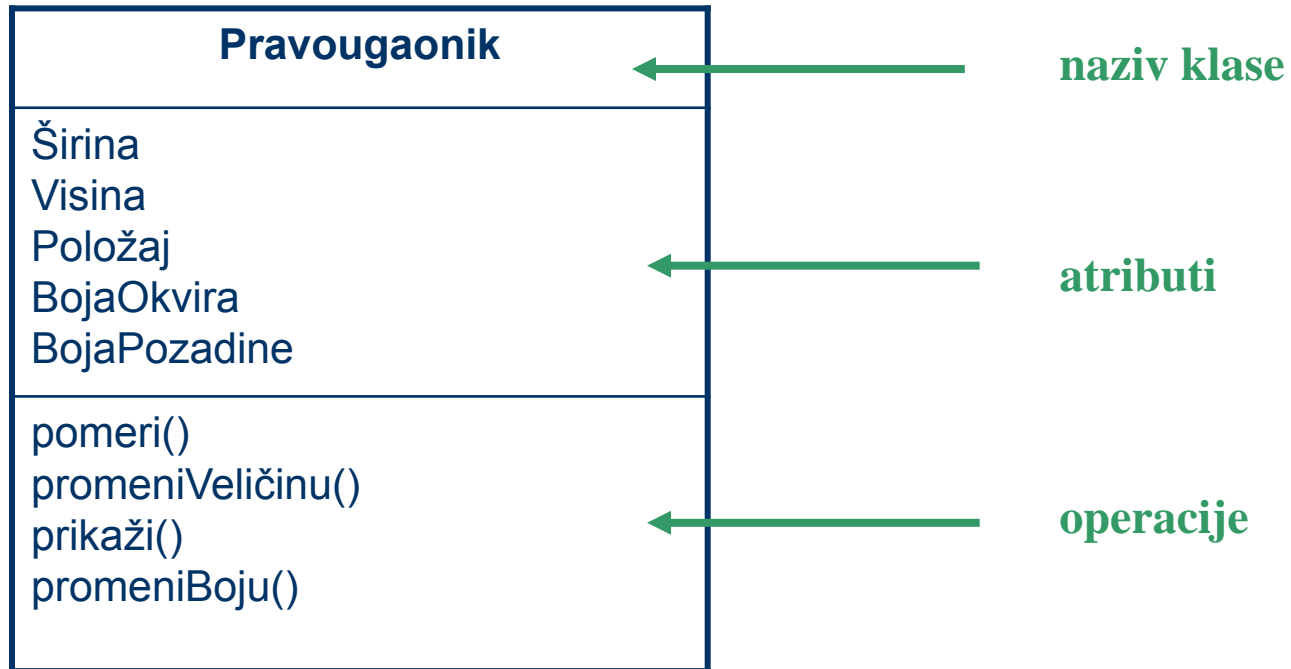 Pravougaonik
naziv klase
Širina
Visina
Položaj
BojaOkvira
BojaPozadine
atributi
pomeri()
promeniVeličinu()
prikaži()
promeniBoju()
operacije